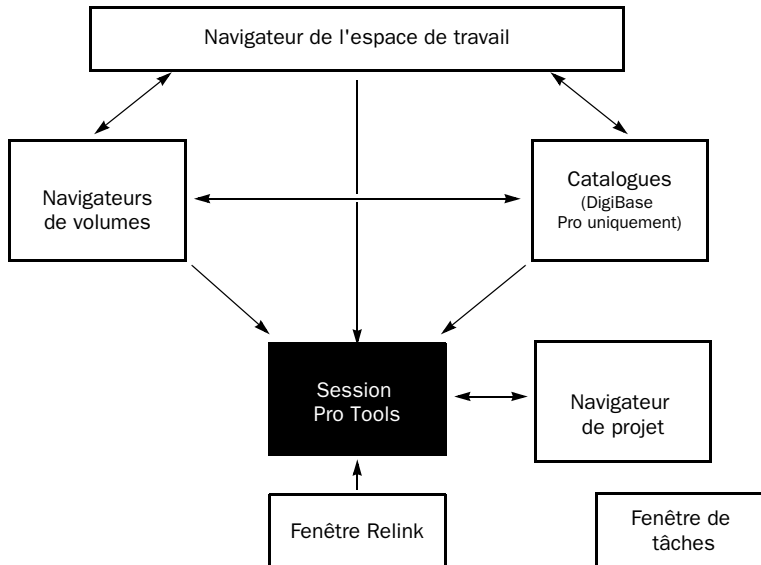 Navigateur de l'espace de travail
Navigateurs
de volumes
Catalogues
(DigiBase
Pro uniquement)
Session
Pro Tools
Navigateur
de projet
Fenêtre Relink
Fenêtre de
tâches